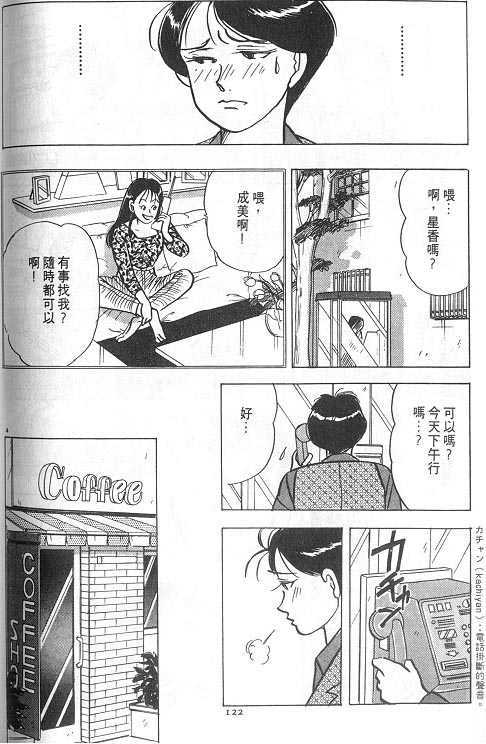 ………………
………………
喂…
啊，星香嗎?
喂，
成美啊!
有事找我?
隨時都可以
啊!
可以嗎?
今天下午行
嗎…?
好…
カチャン
カチャン（kachiyan）:電話掛斷的聲音。
Coffee
COFFEE
SHO
122